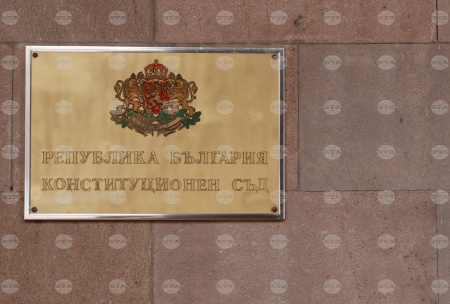 РЕПУБЛИКА БЪЛГАРИЯ
КОНСТИТУЦИОНЕН СЪД